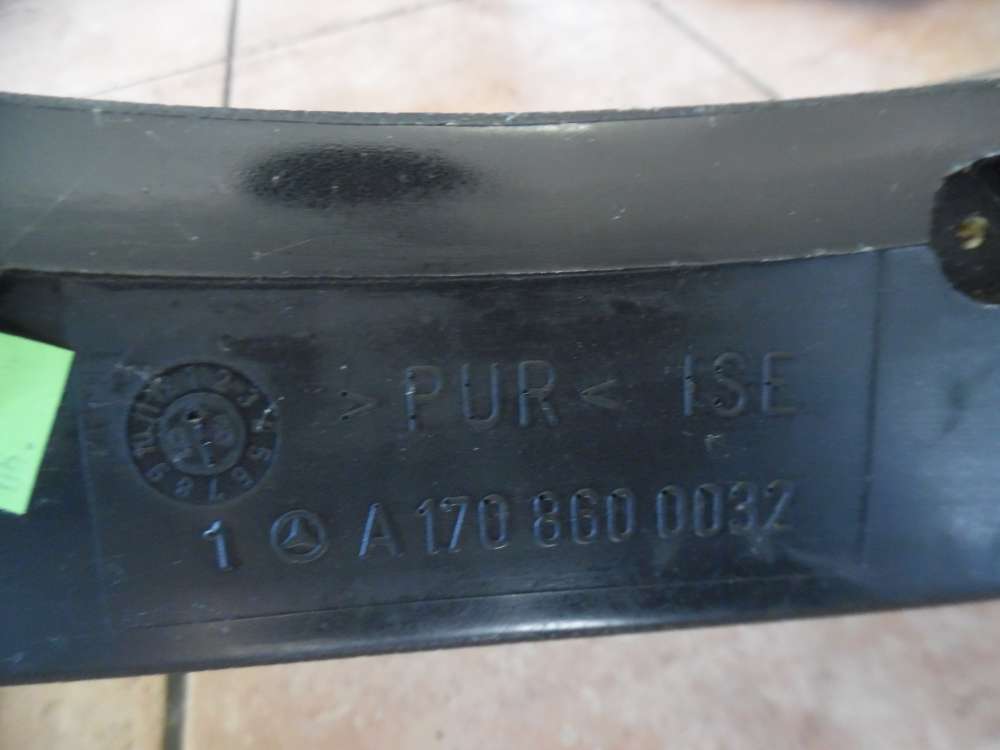 > PUR < ISE
1 A 170 860 0032